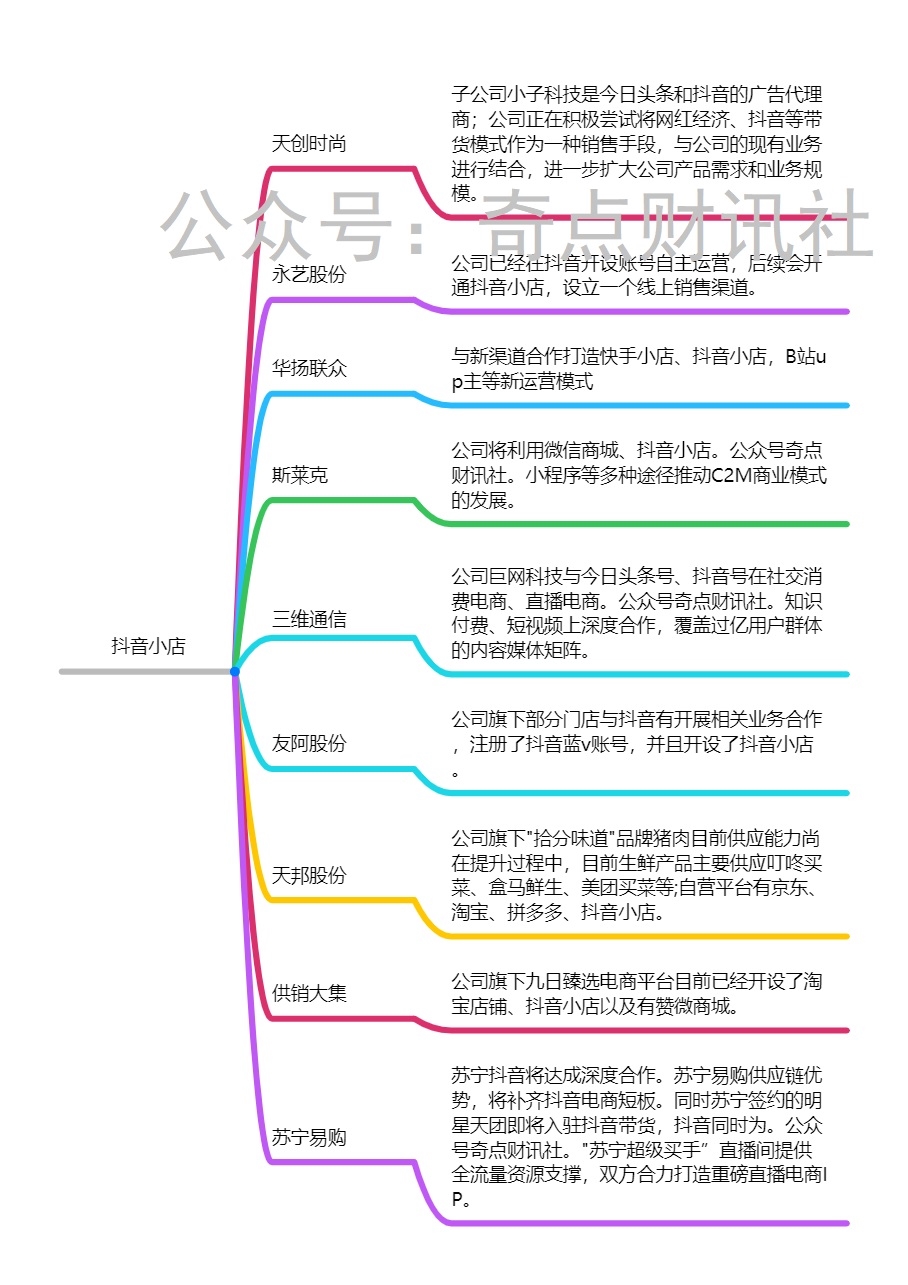 子公司小子科技是今日头条和抖音的广告代理
商；公司正在积极尝试将网红经济、抖音等带
货模式作为一种销售手段，与公司的现有业务
进行结合，进一步扩大公司产品需求和业务规
模。
天创时尚
公众号：奇点财讯社
公司已经在抖音开设账号自主运营，后续会开
通抖音小店，设立一个线上销售渠道。
永艺股份
与新渠道合作打造快手小店、抖音小店，B站u
p主等新运营模式
华扬联众
公司将利用微信商城、抖音小店。公众号奇点
财讯社。小程序等多种途径推动C2M商业模式
的发展。
斯莱克
公司巨网科技与今日头条号、抖音号在社交消
费电商、直播电商。公众号奇点财讯社。知识
付费、短视频上深度合作，覆盖过亿用户群体
的内容媒体矩阵。
三维通信
抖音小店
公司旗下部分门店与抖音有开展相关业务合作
，注册了抖音蓝v账号，并且开设了抖音小店
。
友阿股份
公司旗下"拾分味道"品牌猪肉目前供应能力尚
在提升过程中，目前生鲜产品主要供应叮咚买
菜、盒马鲜生、美团买菜等;自营平台有京东、
淘宝、拼多多、抖音小店。
天邦股份
公司旗下九日臻选电商平台目前已经开设了淘
宝店铺、抖音小店以及有赞微商城。
供销大集
苏宁抖音将达成深度合作。苏宁易购供应链优
势，将补齐抖音电商短板。同时苏宁签约的明
星天团即将入驻抖音带货，抖音同时为。公众
号奇点财讯社。"苏宁超级买手”直播间提供
全流量资源支撑，双方合力打造重磅直播电商I
P。
苏宁易购